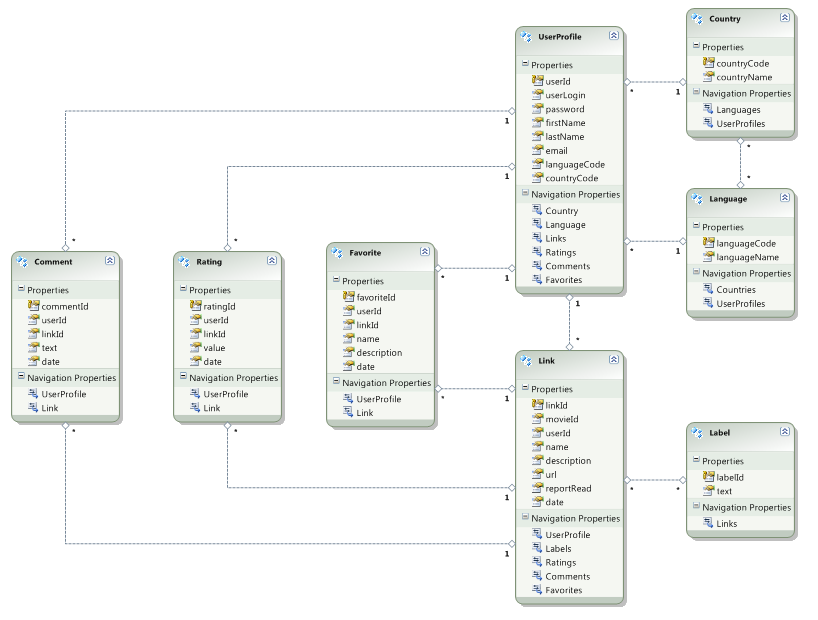 UserProfile
Properties
userId
userLogin
password
firstName
lastName
email
languageCode
countryCode
Navigation Properties
Country
Language
Links
Ratings
Comments
Favorites
Country
Properties
countryCode
countryName
Navigation Properties
Languages
UserProfiles
* 1
1
*
*
1
*
*
Language
Properties
languageCode
languageName
Navigation Properties
Countries
UserProfiles
* 1
Comment
Properties
commentId
userId
linkId
text
date
Navigation Properties
UserProfile
Link
*
Rating
Properties
ratingId
userId
linkId
value
date
Navigation Properties
UserProfile
Link
*
Favorite
Properties
favoriteId
userId
linkId
name
description
date
Navigation Properties
UserProfile
Link
* 1
* 1
1
*
Link
Properties
linkId
movieId
userId
name
description
url
reportRead
date
Navigation Properties
UserProfile
Labels
Ratings
Comments
Favorites
1
1
* *
Label
Properties
labelId
text
Navigation Properties
Links